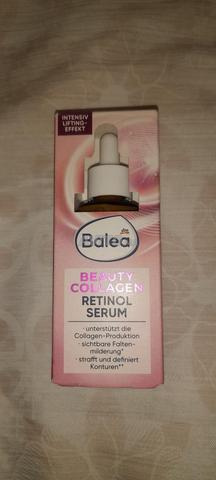 INTENSIV
LIFTING-
EFFEKT
dm
Balea
BEAUTY
COLLAGEN
RETINOL
SERUM
· unterstützt die
Collagen-Produktion
· sichtbare Falten-
milderung*
· strafft und definiert
Konturen**